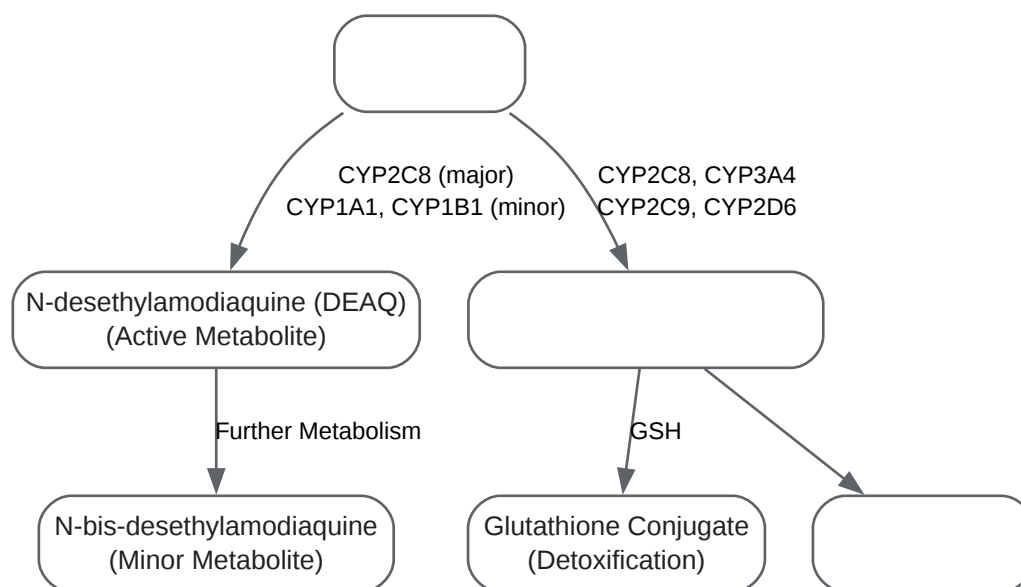 CYP2C8 (major)
CYP1A1, CYP1B1 (minor)
CYP2C8, CYP3A4
CYP2C9, CYP2D6
N-desethylamodiaquine (DEAQ)
(Active Metabolite)
Further Metabolism
GSH
N-bis-desethylamodiaquine
(Minor Metabolite)
Glutathione Conjugate
(Detoxification)